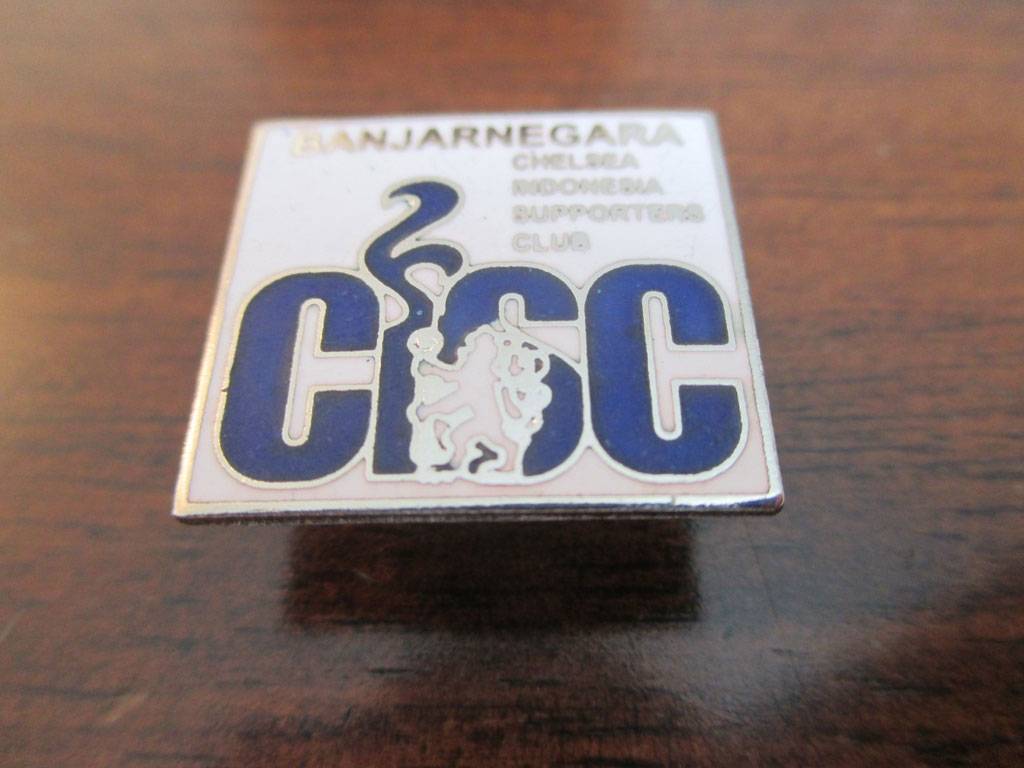 BANJARNEGARA
CHELSEA
INDONESIA
SUPPORTERS
CLUB
CISC